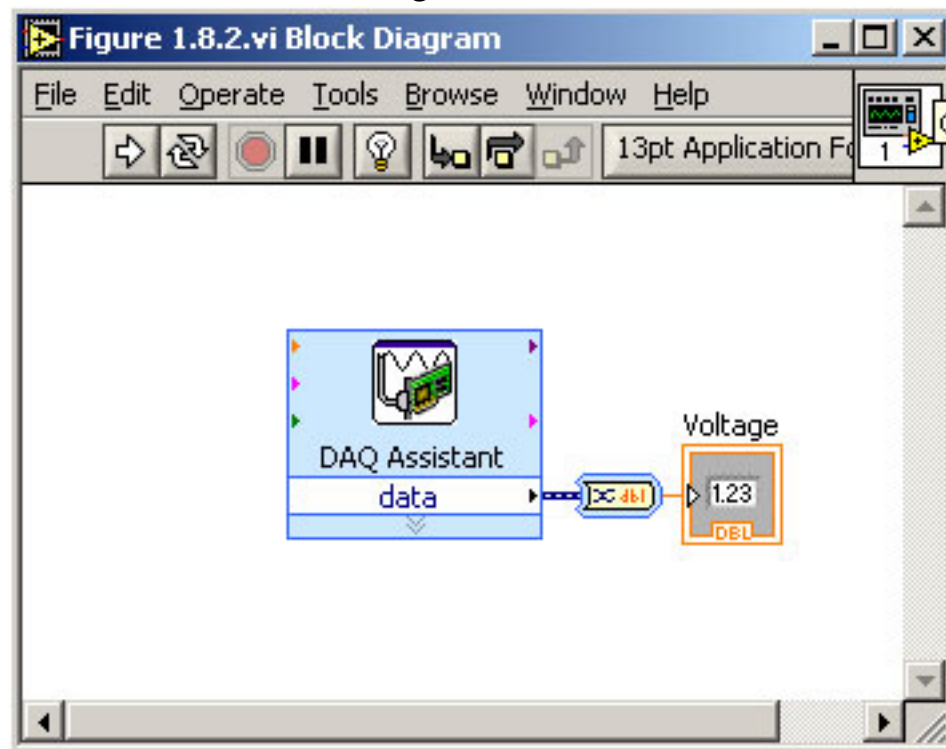 Figure 1.8.2.vi Block Diagram
File Edit Operate Tools Browse Window Help
13pt Application Fo
1
Voltage
DAQ Assistant
data
dbl
1.23
DBL